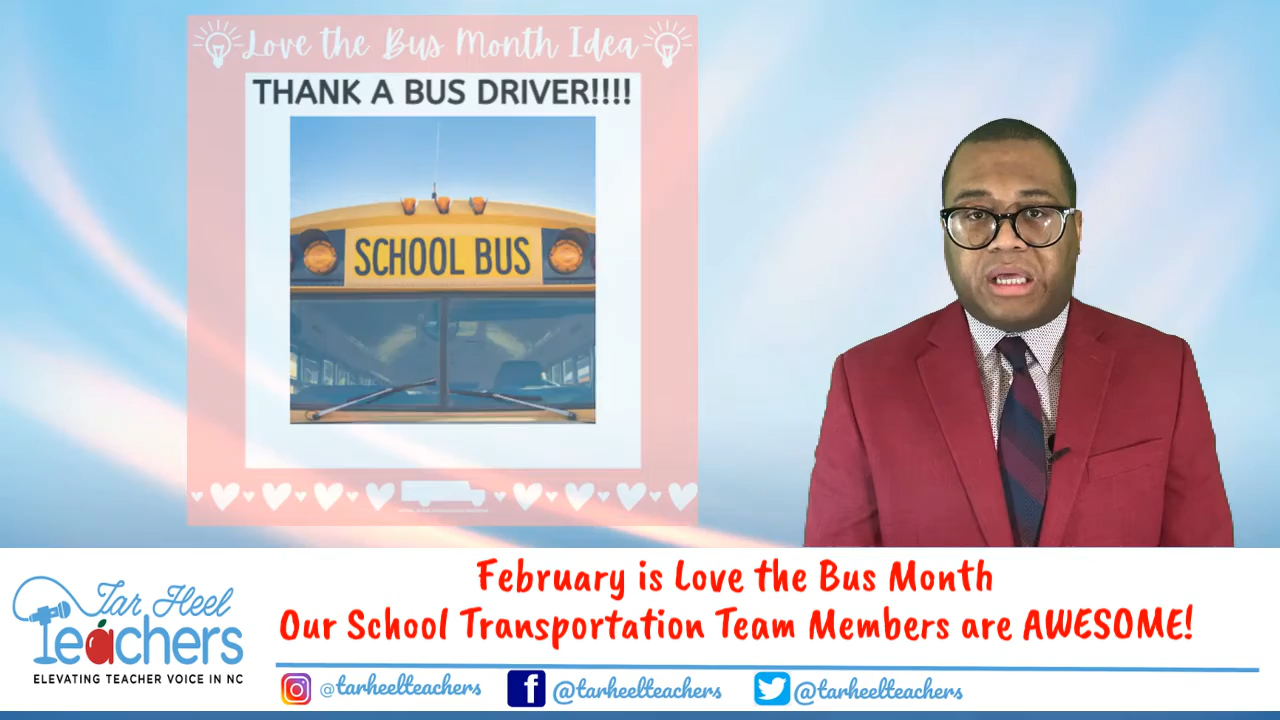 Love the Bus Month Idea
THANK A BUS DRIVER!!!!
SCHOOL BUS
February is Love the Bus Month
Our School Transportation Team Members are AWESOME!
Tar Heel
Teachers
ELEVATING TEACHER VOICE IN NC
@tarheelteachers
@tarheelteachers
@tarheelteachers